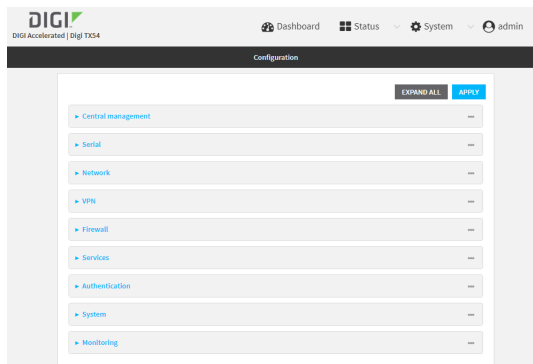 DIGI
DIGI Accelerated | Digi TX54
Dashboard Status System admin
Configuration
EXPAND ALL APPLY
Central management
Serial
Network
VPN
Firewall
Services
Authentication
System
Monitoring